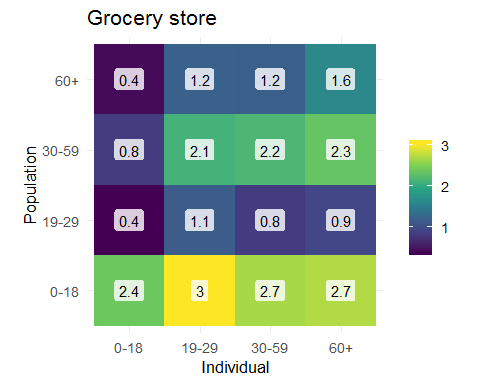 Grocery store
60+ 0.4 1.2 1.2 1.6
30-59 0.8 2.1 2.2 2.3
19-29 0.4 1.1 0.8 0.9
0-18 2.4 3 2.7 2.7
0-18 19-29 30-59 60+
Individual
Population
3
2
1